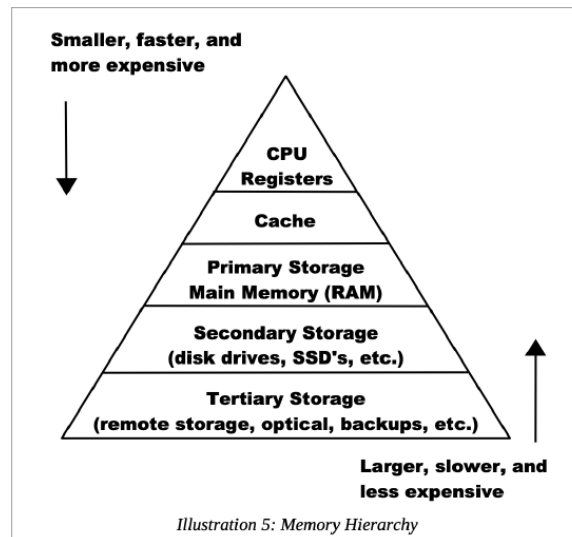 Smaller, faster, and
more expensive
CPU
Registers
Cache
Primary Storage
Main Memory (RAM)
Secondary Storage
(disk drives, SSD's, etc.)
Tertiary Storage
(remote storage, optical, backups, etc.)
Larger, slower, and
less expensive
Illustration 5: Memory Hierarchy